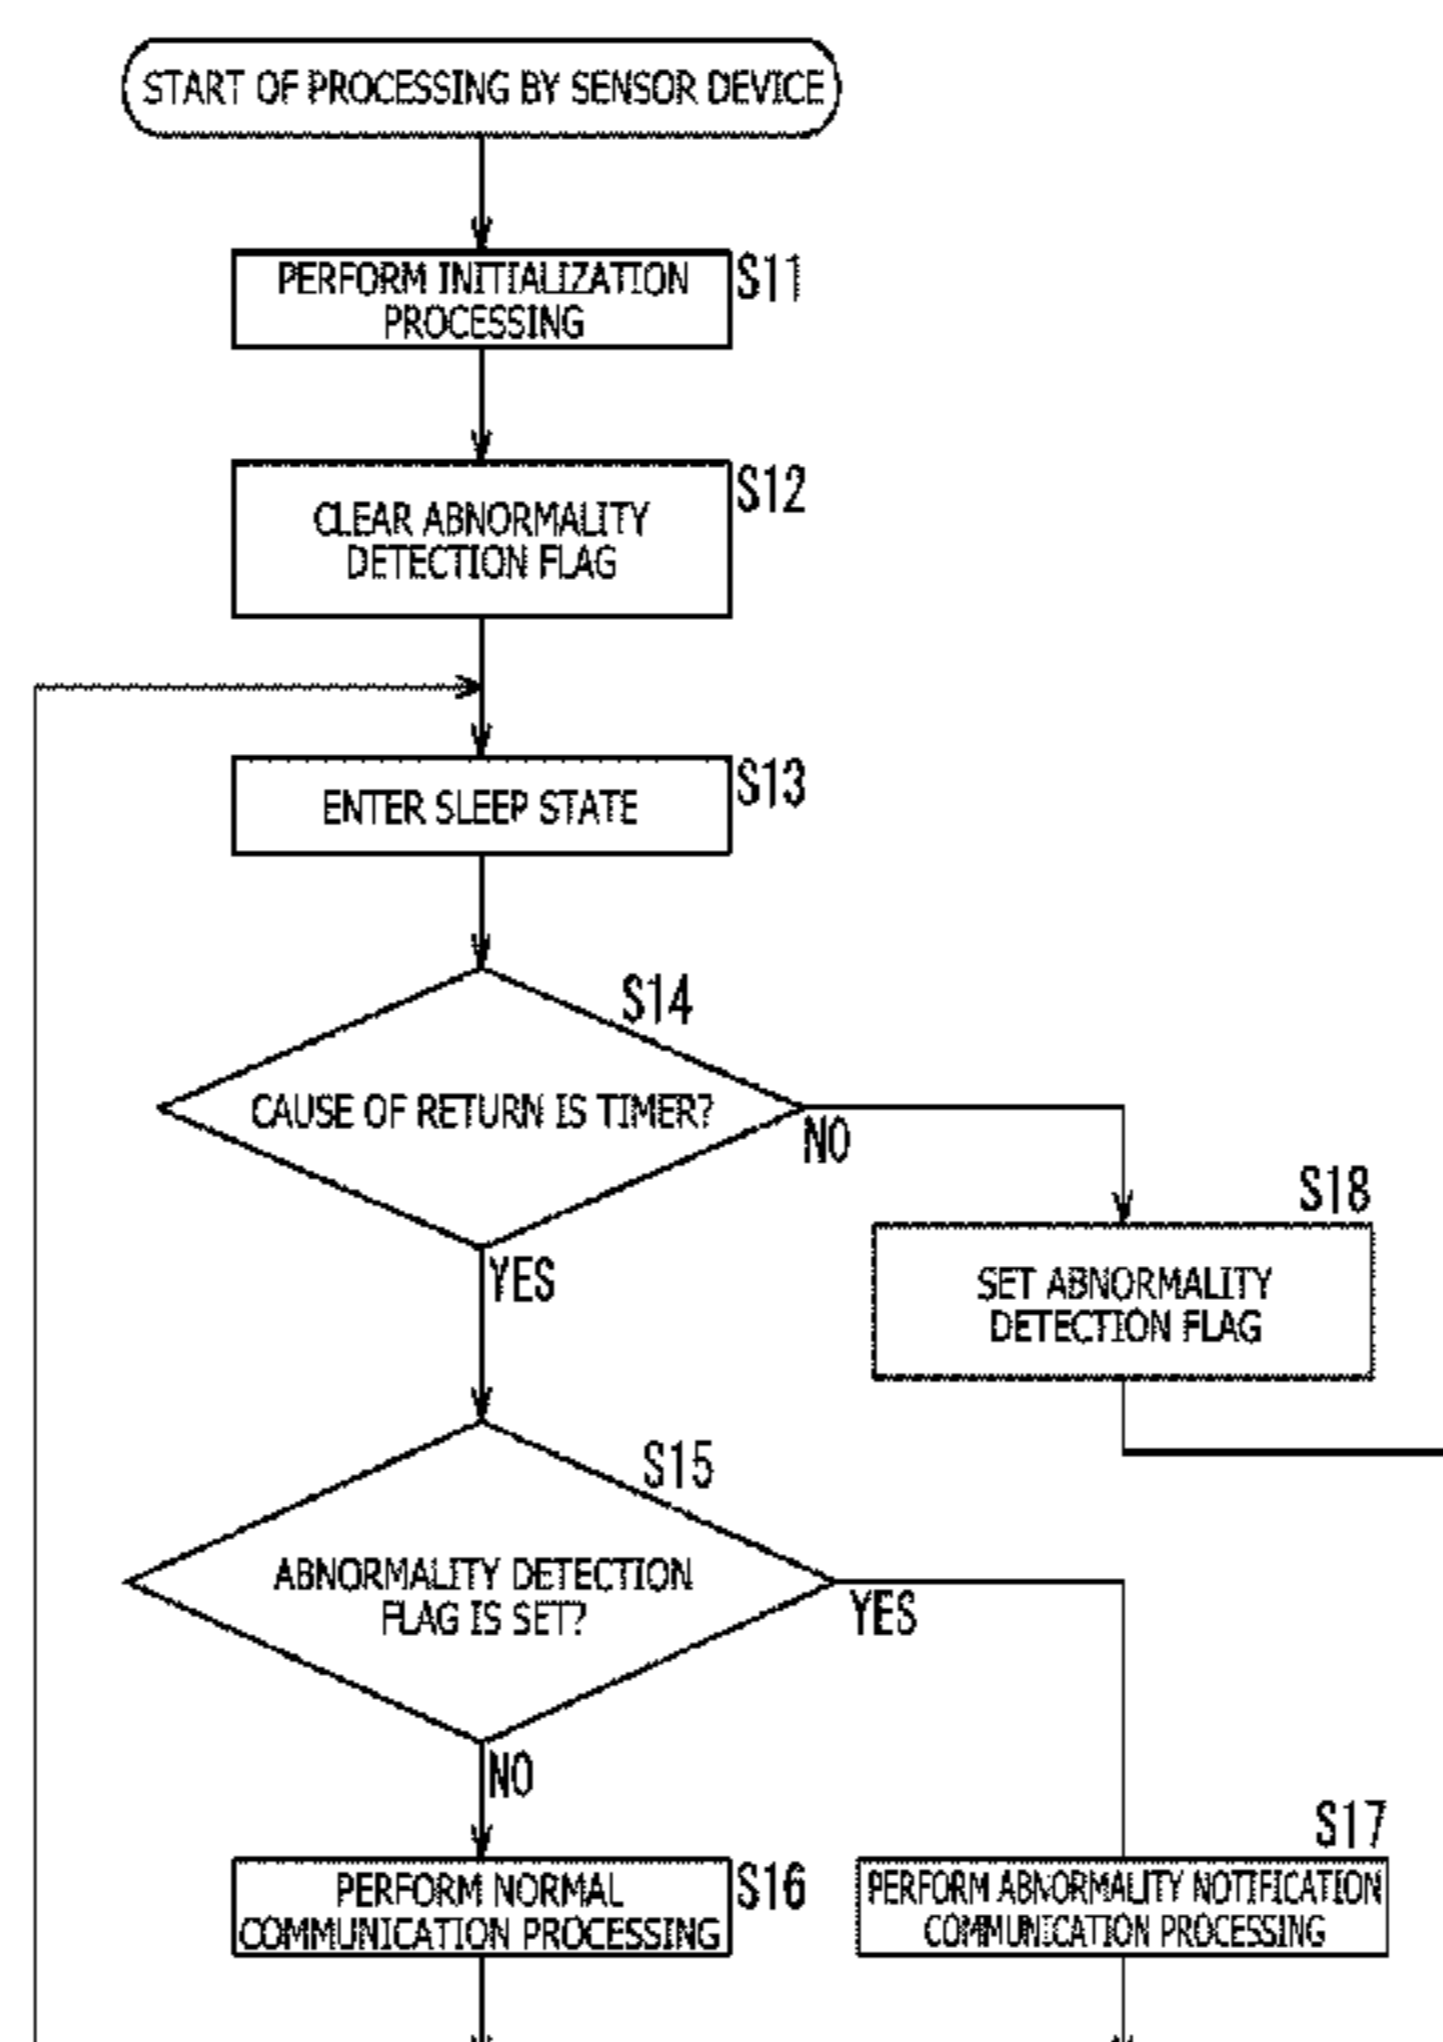 START OF PROCESSING BY SENSOR DEVICE
PERFORM INITIALIZATION
PROCESSING
S11
CLEAR ABNORMALITY
DETECTION FLAG
S12
ENTER SLEEP STATE
S13
S14
CAUSE OF RETURN IS TIMER?
NO
YES
S18
SET ABNORMALITY
DETECTION FLAG
S15
ABNORMALITY DETECTION
FLAG IS SET?
YES
NO
PERFORM NORMAL
COMMUNICATION PROCESSING
S16
S17
PERFORM ABNORMALITY NOTIFICATION
COMMUNICATION PROCESSING